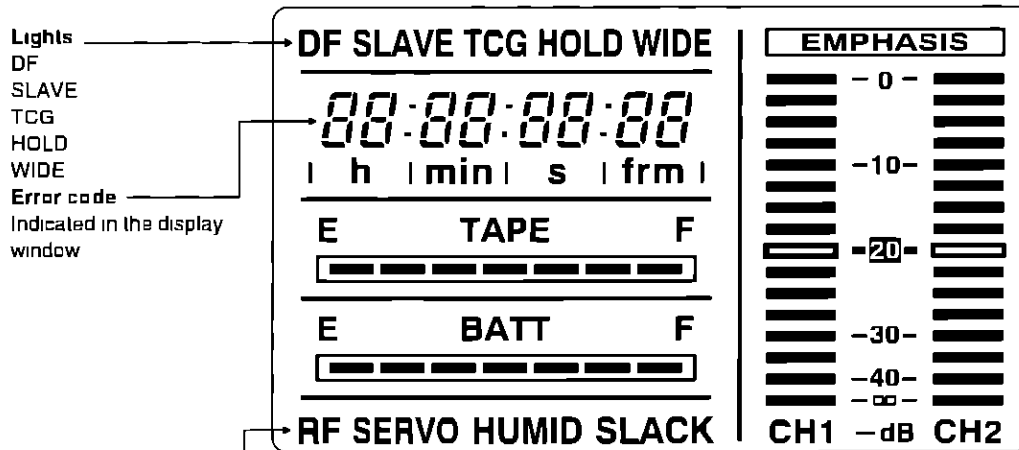 Lights
DF
SLAVE
TCG
HOLD
WIDE
Error code
Indicated in the display
window
DF SLAVE TCG HOLD WIDE
88:88:88:88
h min s frm
E TAPE F
E BATT F
RF SERVO HUMID SLACK
EMPHASIS
0
-10-
-20-
-30-
-40-
-∞-
CH1 -dB CH2